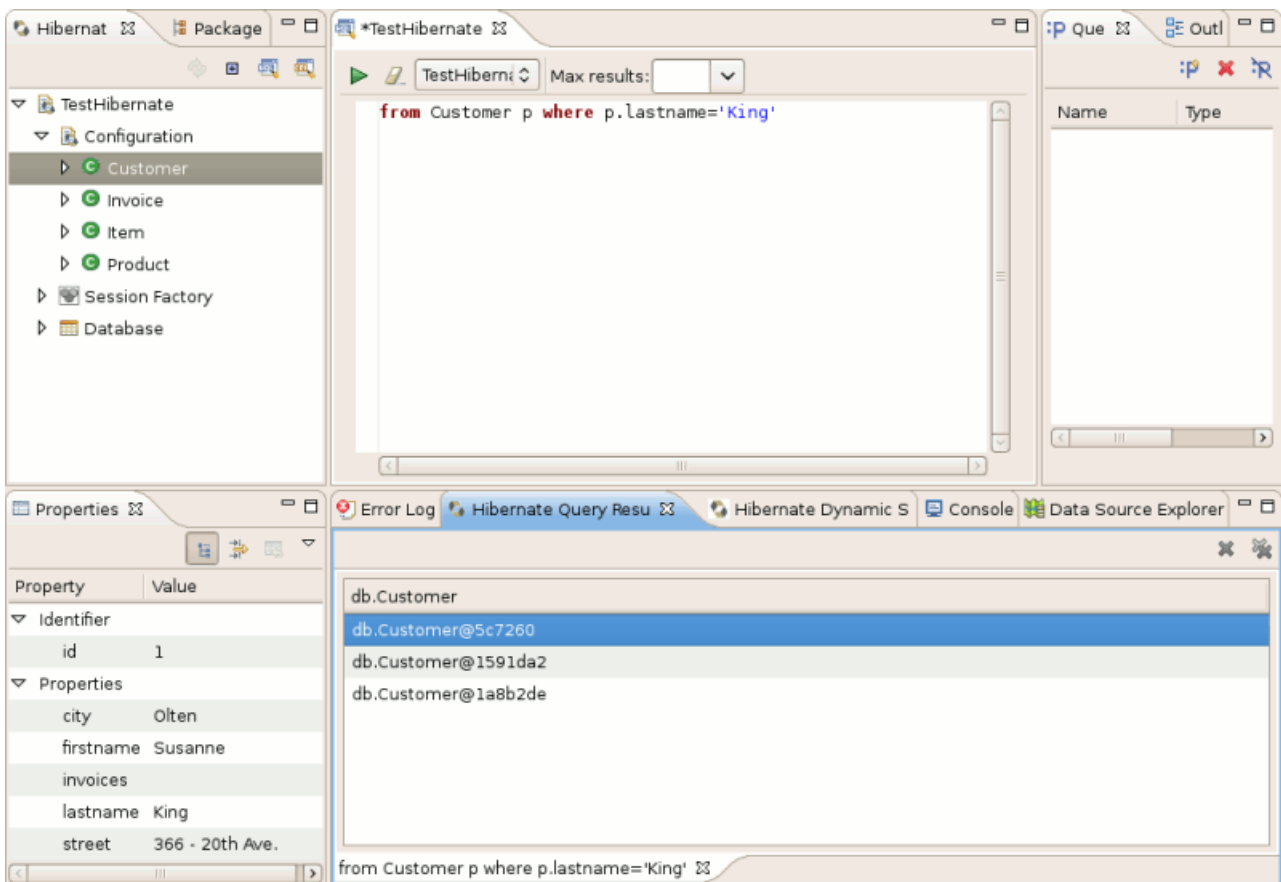 Hibernat
Package
TestHibernate
Configuration
Customer
Invoice
Item
Product
Session Factory
Database
*TestHibernate
TestHiberna
Max results:
from Customer p where p.lastname='King'
:P Que
Outl
:P
:R
Name Type
Properties
Property Value
Identifier
id 1
Properties
city Olten
firstname Susanne
invoices
lastname King
street 366 - 20th Ave.
Error Log
Hibernate Query Resu
Hibernate Dynamic S
Console
Data Source Explorer
db.Customer
db.Customer@5c7260
db.Customer@1591da2
db.Customer@1a8b2de
from Customer p where p.lastname='King'